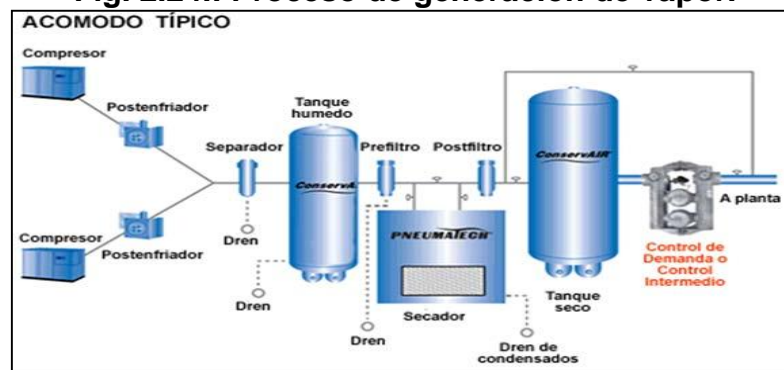 ACOMODO TÍPICO
Compresor
Postenfriador
Tanque
humedo
Separador
Prefiltro
Postfiltro
ConservA
ConservAIR
A planta
PNEUMATECH
Compresor
Postenfriador
Dren
Control de
Demanda o
Control
Intermedio
Dren
Secador
Tanque
seco
Dren
Dren de
condensados